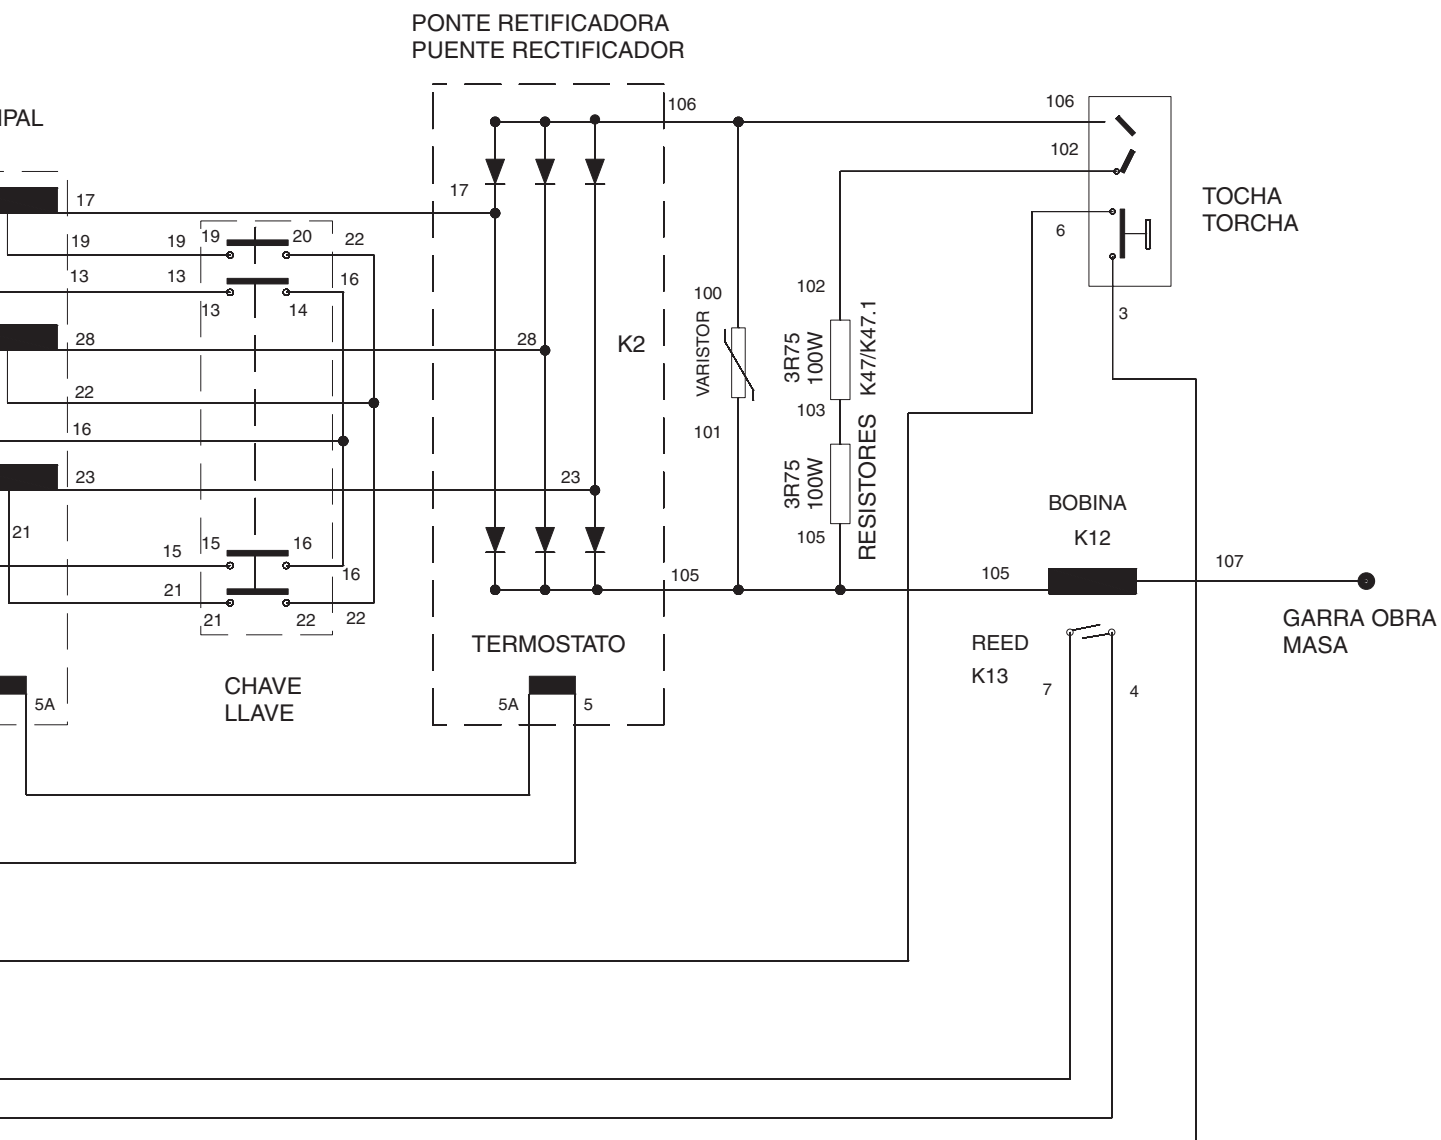 PONTE RETIFICADORA
PUENTE RECTIFICADOR
IPAL
106
106
102
17
17
TOCHA
TORCHA
19
19
19
20
22
6
13
13
16
13
14
100
102
3
VARISTOR
3R75
100W
K47/K47.1
28
28
K2
22
103
101
16
23
23
3R75
100W
RESISTORES
BOBINA
K12
21
15
15
16
105
16
105
105
107
21
21
22
22
GARRA OBRA
MASA
TERMOSTATO
REED
K13
CHAVE
LLAVE
7
4
5A
5A
5